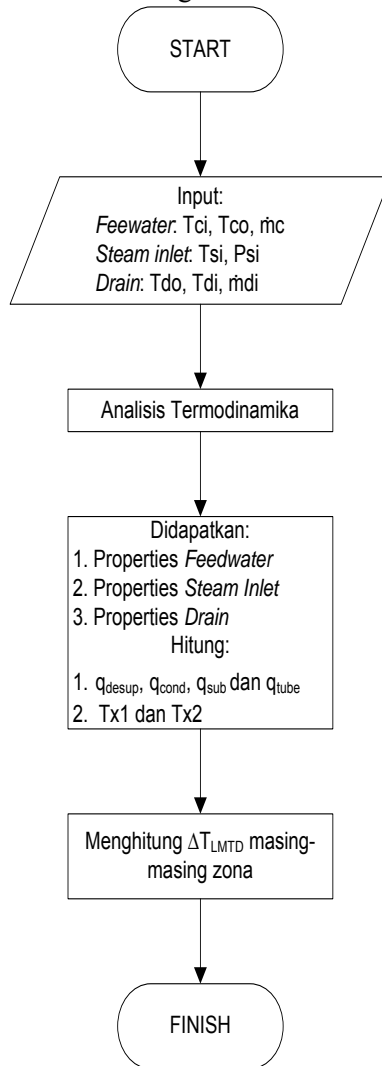 START
Input:
Feewater: Tci, Tco, ṁc
Steam inlet: Tsi, Psi
Drain: Tdo, Tdi, ṁdi
Analisis Termodinamika
Didapatkan:
1. Properties Feedwater
2. Properties Steam Inlet
3. Properties Drain
Hitung:
1. qdesup, qcond, qsub dan qtube
2. Tx1 dan Tx2
Menghitung ΔTLMTD masing-
masing zona
FINISH